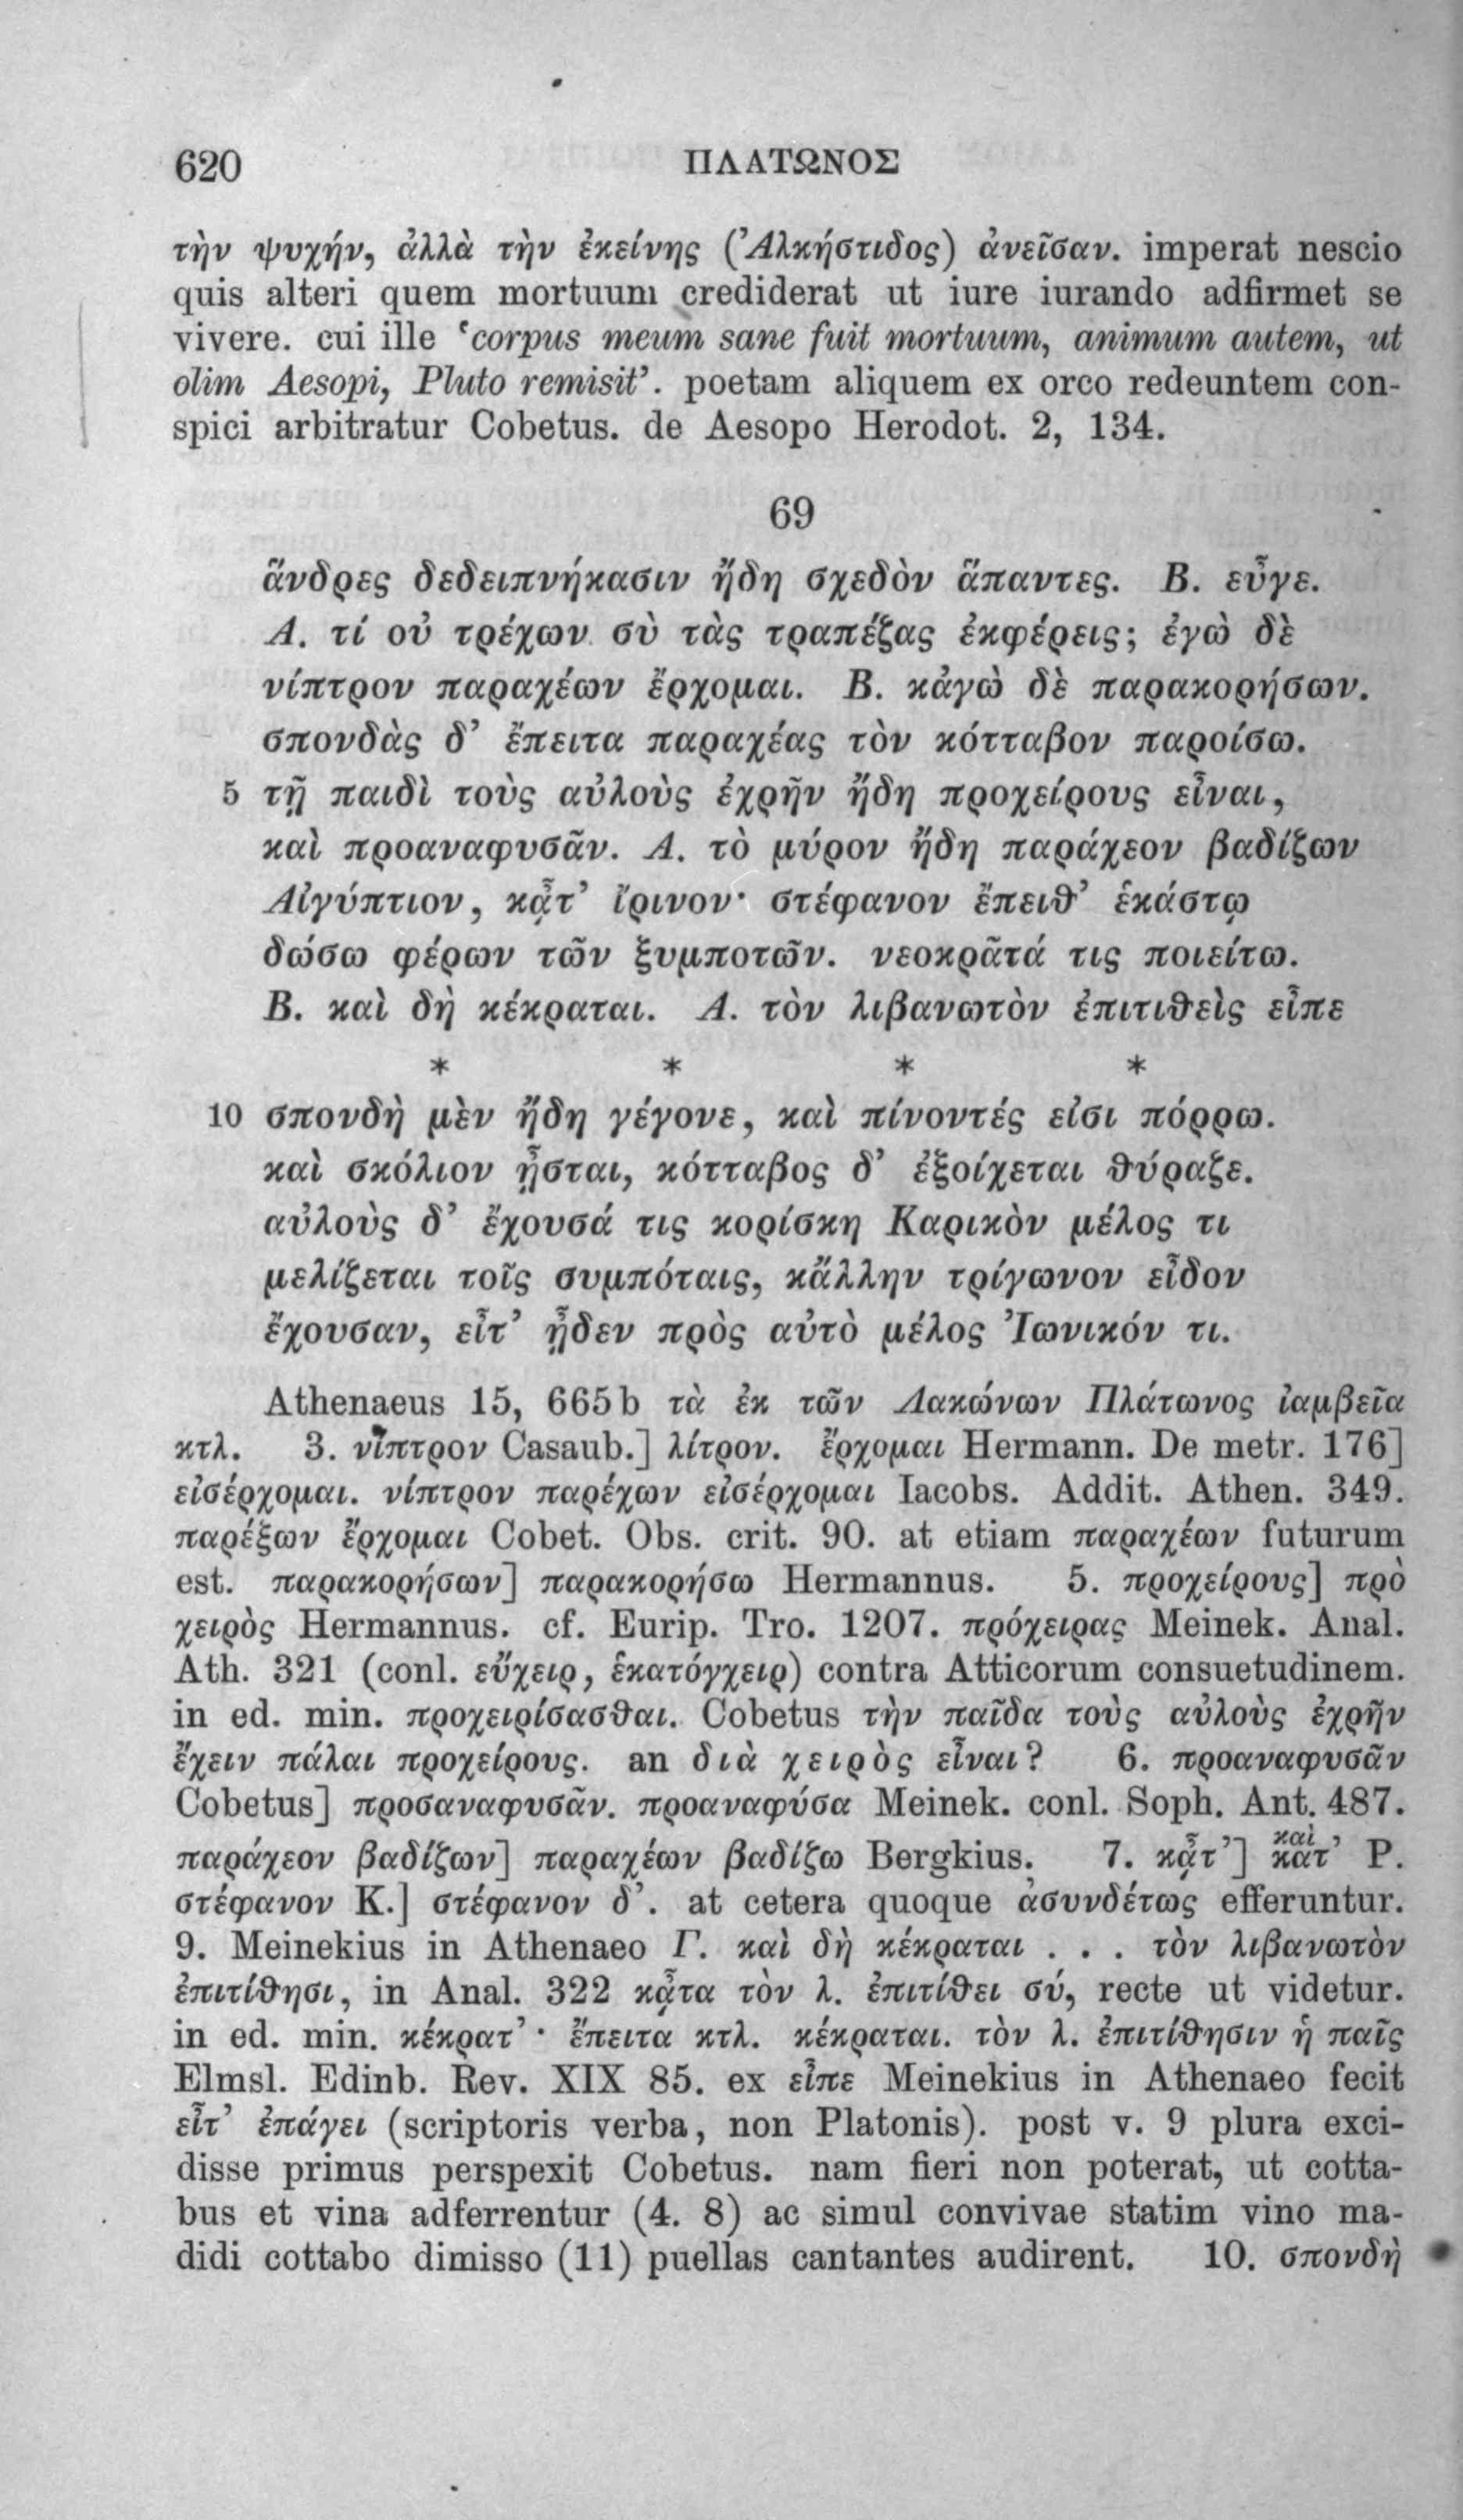 620 ΠΛΑΤΩΝΟΣ
τὴν ψυχήν, ἀλλὰ τὴν ἐκείνης (Ἀλκήστιδος) ἀνεῖσαν. imperat nescio
quis alteri quem mortuum crediderat ut iure iurando adfirmet se
vivere. cui ille ‘corpus meum sane fuit mortuum, animum autem, ut
olim Aesopi, Pluto remisit’. poetam aliquem ex orco redeuntem con-
spici arbitratur Cobetus. de Aesopo Herodot. 2, 134.
69
ἄνδρες δεδειπνήκασιν ἤδη σχεδὸν ἅπαντες. Β. εὖγε.
Α. τί οὐ τρέχων σὺ τὰς τραπέζας ἐκφέρεις; ἐγὼ δὲ
νίπτρον παραχέων ἔρχομαι. Β. κἀγὼ δὲ παρακορήσων.
σπονδὰς δ’ ἔπειτα παραχέας τὸν κότταβον παροίσω.
5 τῇ παιδὶ τοὺς αὐλοὺς ἐχρῆν ἤδη προχείρους εἶναι,
καὶ προαναφυσᾶν. Α. τὸ μύρον ἤδη παράχεον βαδίζων
Αἰγύπτιον, κᾆτ’ ἴρινον· στέφανον ἔπειθ’ ἑκάστῳ
δώσω φέρων τῶν ξυμποτῶν. νεοκρᾶτά τις ποιείτω.
Β. καὶ δὴ κέκραται. Α. τὸν λιβανωτὸν ἐπιτιθεὶς εἶπε
* * * *
10 σπονδὴ μὲν ἤδη γέγονε, καὶ πίνοντές εἰσι πόρρω.
καὶ σκόλιον ᾖσται, κότταβος δ’ ἐξοίχεται θύραζε.
αὐλοὺς δ’ ἔχουσά τις κορίσκη Καρικὸν μέλος τι
μελίζεται τοῖς συμπόταις, κἄλλην τρίγωνον εἶδον
ἔχουσαν, εἶτ’ ᾖδεν πρὸς αὐτὸ μέλος Ἰωνικόν τι.
Athenaeus 15, 665 b τὰ ἐκ τῶν Λακώνων Πλάτωνος ἰαμβεῖα
κτλ. 3. νῖπτρον Casaub.] λίτρον. ἔρχομαι Hermann. De metr. 176]
εἰσέρχομαι. νίπτρον παρέχων εἰσέρχομαι Iacobs. Addit. Athen. 349.
παρέξων ἔρχομαι Cobet. Obs. crit. 90. at etiam παραχέων futurum
est. παρακορήσων] παρακορήσω Hermannus. 5. προχείρους] πρὸ
χειρὸς Hermannus. cf. Eurip. Tro. 1207. πρόχειρας Meinek. Anal.
Ath. 321 (conl. εὔχειρ, ἑκατόγχειρ) contra Atticorum consuetudinem.
in ed. min. προχειρίσασθαι. Cobetus τὴν παῖδα τοὺς αὐλοὺς ἐχρῆν
ἔχειν πάλαι προχείρους. an διὰ χειρὸς εἶναι? 6. προαναφυσᾶν
Cobetus] προσαναφυσᾶν. προαναφύσα Meinek. conl. Soph. Ant. 487.
παράχεον βαδίζων] παραχέων βαδίζω Bergkius. 7. κᾆτ’] καὶ κατ’ P.
στέφανον K.] στέφανον δ’. at cetera quoque ἀσυνδέτως efferuntur.
9. Meinekius in Athenaeo Γ. καὶ δὴ κέκραται . . . τὸν λιβανωτὸν
ἐπιτίθησι, in Anal. 322 κᾆτα τὸν λ. ἐπιτίθει σύ, recte ut videtur.
in ed. min. κέκρατ’· ἔπειτα κτλ. κέκραται. τὸν λ. ἐπιτίθησιν ἡ παῖς
Elmsl. Edinb. Rev. XIX 85. ex εἶπε Meinekius in Athenaeo fecit
εἶτ’ ἐπάγει (scriptoris verba, non Platonis). post v. 9 plura exci-
disse primus perspexit Cobetus. nam fieri non poterat, ut cotta-
bus et vina adferrentur (4. 8) ac simul convivae statim vino ma-
didi cottabo dimisso (11) puellas cantantes audirent. 10. σπονδὴ